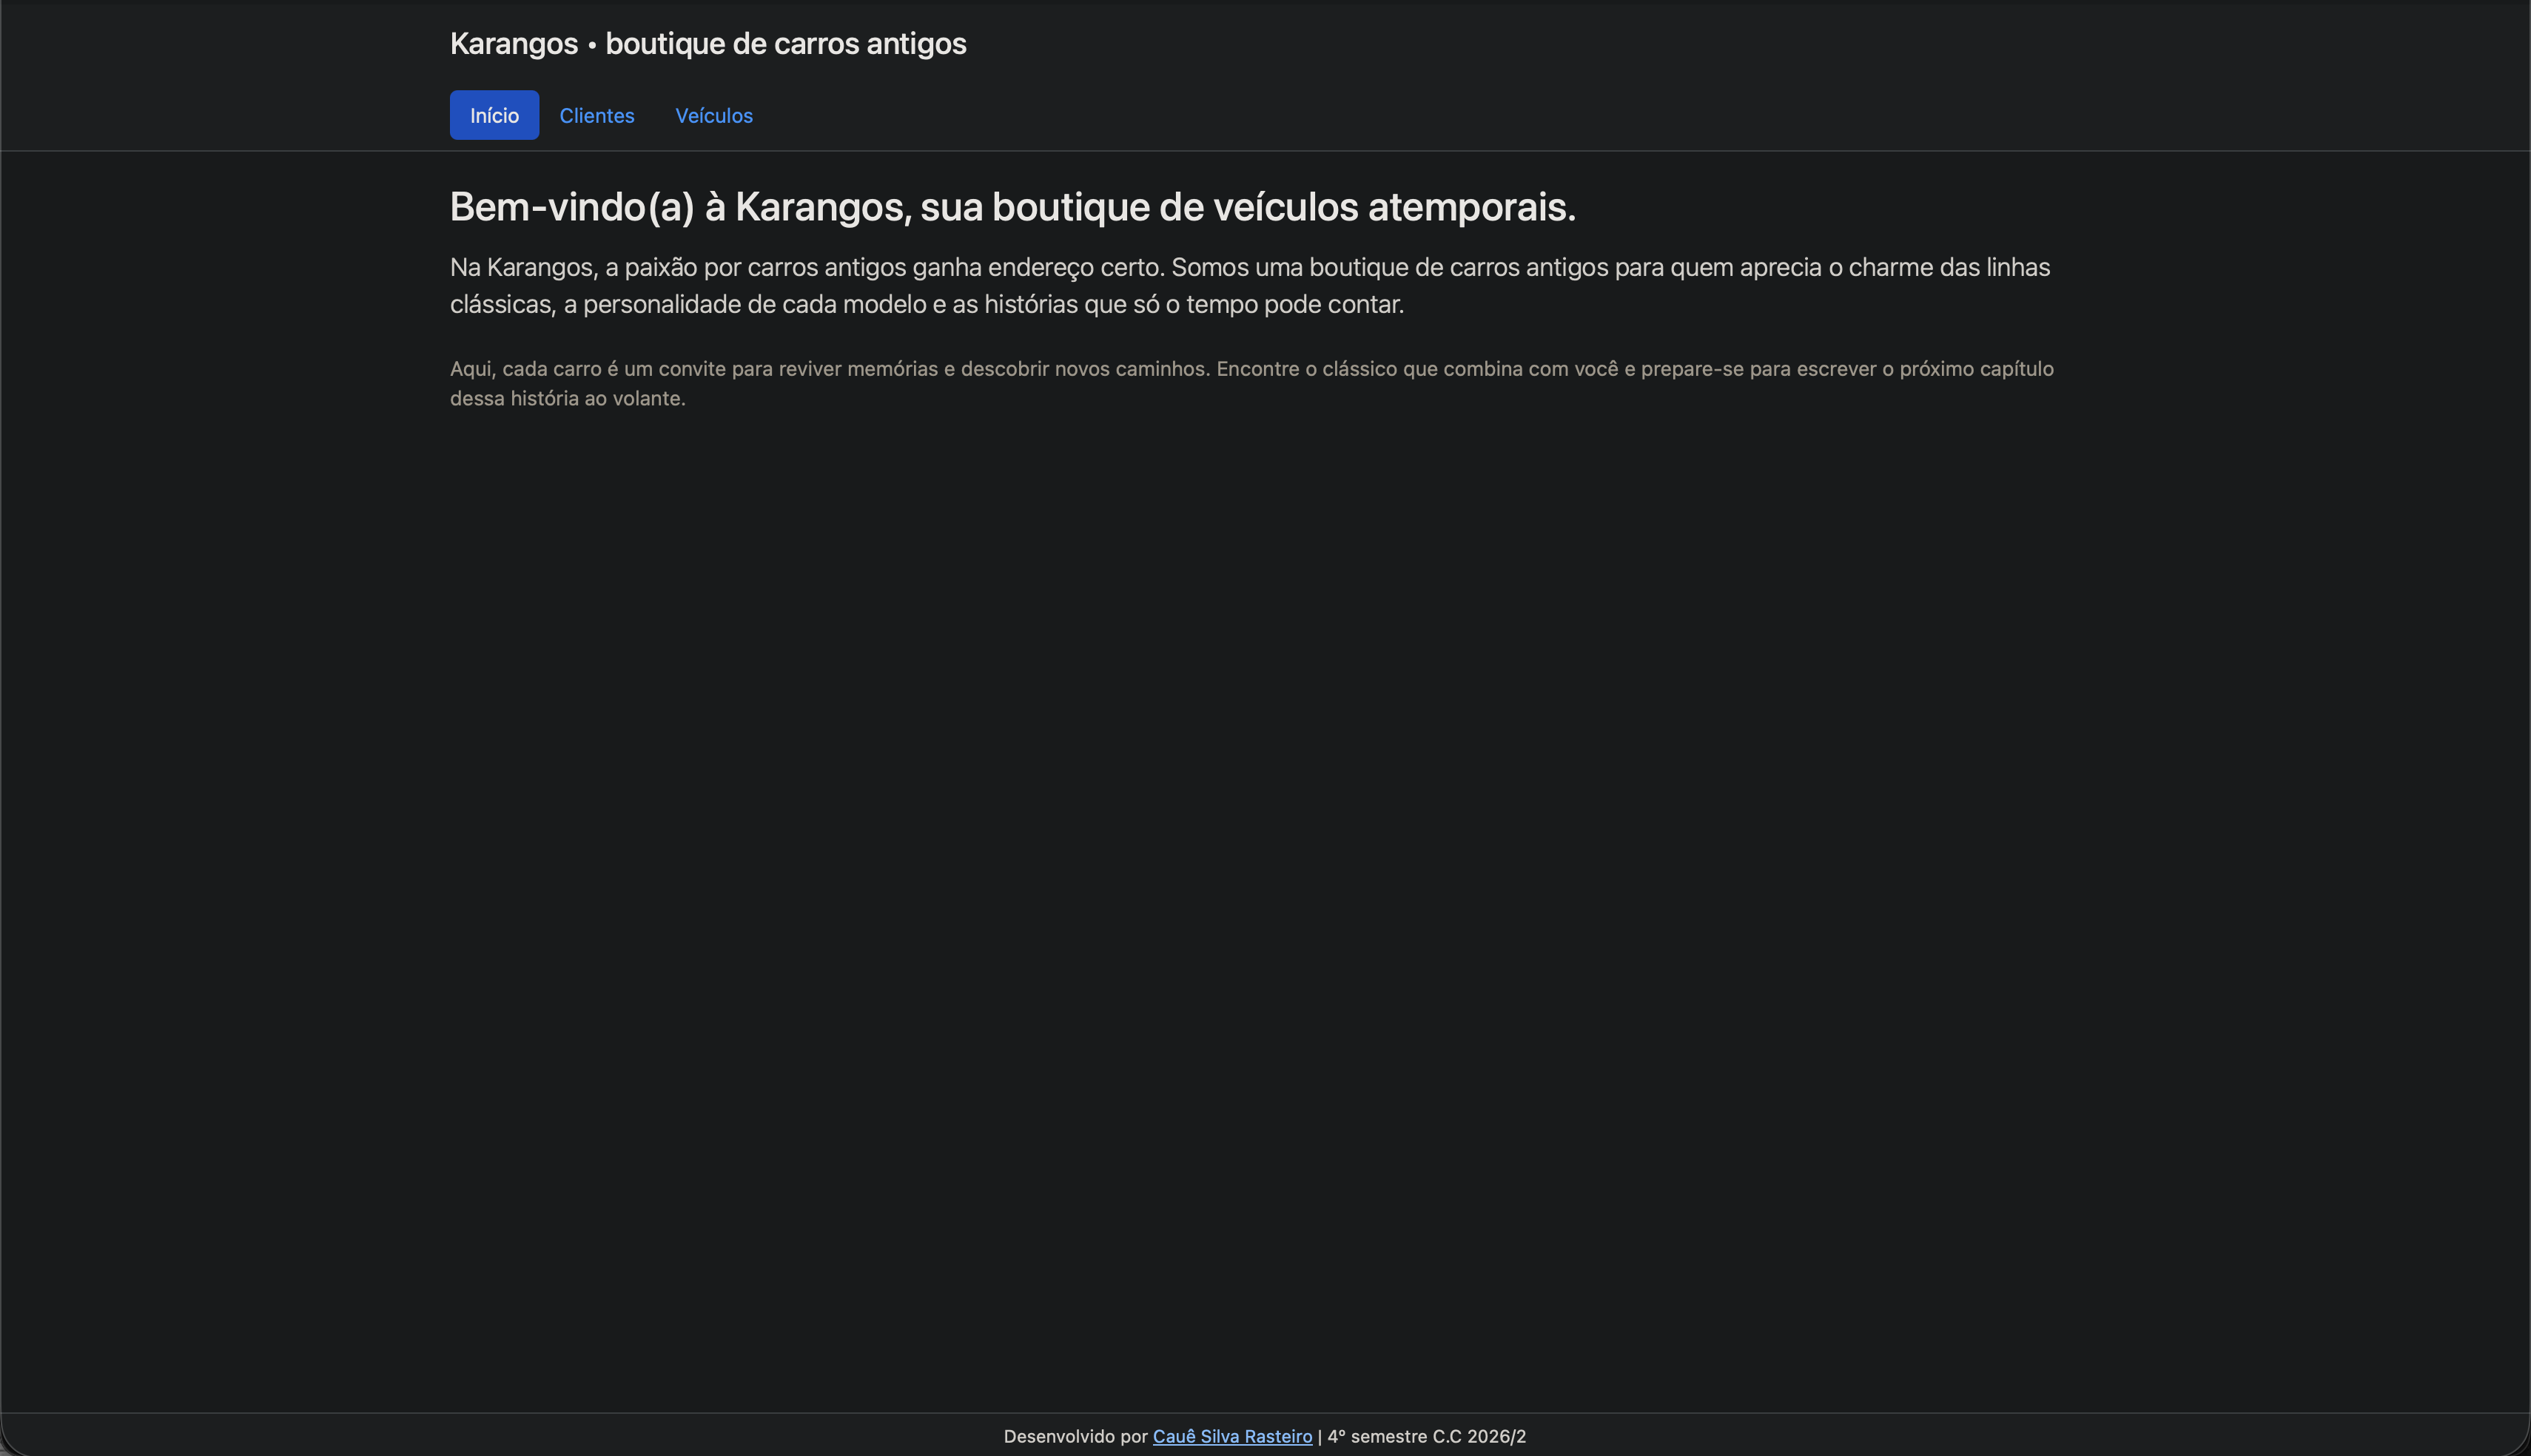 Karangos • boutique de carros antigos
Início Clientes Veículos
Bem-vindo(a) à Karangos, sua boutique de veículos atemporais.
Na Karangos, a paixão por carros antigos ganha endereço certo. Somos uma boutique de carros antigos para quem aprecia o charme das linhas
clássicas, a personalidade de cada modelo e as histórias que só o tempo pode contar.
Aqui, cada carro é um convite para reviver memórias e descobrir novos caminhos. Encontre o clássico que combina com você e prepare-se para escrever o próximo capítulo
dessa história ao volante.
Desenvolvido por Cauê Silva Rasteiro | 4º semestre C.C 2026/2